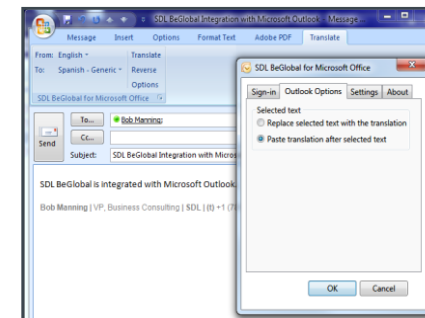 SDL BeGlobal Integration with Microsoft Outlook - Message
Message Insert Options Format Text Adobe PDF Translate
From: English Translate
To: Spanish - Generic Reverse
Options
SDL BeGlobal for Microsoft Office
SDL BeGlobal for Microsoft Office
Sign-in Outlook Options Settings About
Selected text
Replace selected text with the translation
Paste translation after selected text
OK Cancel
Send
To... Bob Manning;
Cc...
Subject: SDL BeGlobal Integration with Micros
SDL BeGlobal is integrated with Microsoft Outlook.
Bob Manning | VP, Business Consulting | SDL | (t) +1 (78